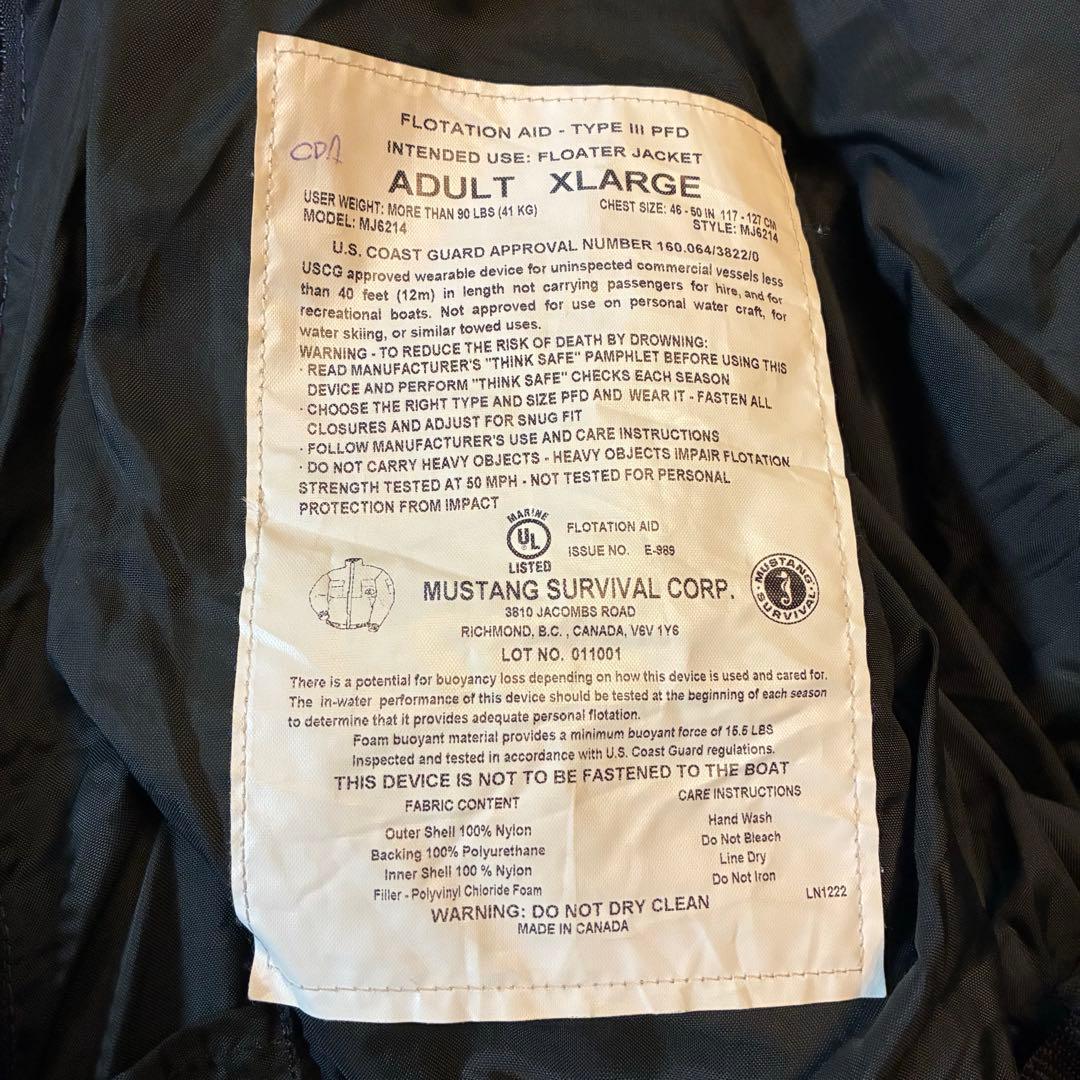 CDA
FLOTATION AID - TYPE III PFD
INTENDED USE: FLOATER JACKET
ADULT XLARGE
USER WEIGHT: MORE THAN 90 LBS (41 KG) CHEST SIZE: 46 - 50 IN 117 - 127 CM
MODEL: MJ6214 STYLE: MJ6214
U.S. COAST GUARD APPROVAL NUMBER 160.064/3822/0
USCG approved wearable device for uninspected commercial vessels less
than 40 feet (12m) in length not carrying passengers for hire, and for
recreational boats. Not approved for use on personal water craft, for
water skiing, or similar towed uses.
WARNING - TO REDUCE THE RISK OF DEATH BY DROWNING:
· READ MANUFACTURER'S "THINK SAFE" PAMPHLET BEFORE USING THIS
DEVICE AND PERFORM "THINK SAFE" CHECKS EACH SEASON
· CHOOSE THE RIGHT TYPE AND SIZE PFD AND WEAR IT - FASTEN ALL
CLOSURES AND ADJUST FOR SNUG FIT
· FOLLOW MANUFACTURER'S USE AND CARE INSTRUCTIONS
· DO NOT CARRY HEAVY OBJECTS - HEAVY OBJECTS IMPAIR FLOTATION
STRENGTH TESTED AT 50 MPH - NOT TESTED FOR PERSONAL
PROTECTION FROM IMPACT
MARINE
UL
LISTED
FLOTATION AID
ISSUE NO. E-989
MUSTANG SURVIVAL CORP.
MUSTANG SURVIVAL
3810 JACOMBS ROAD
RICHMOND, B.C. , CANADA, V6V 1Y6
LOT NO. 011001
There is a potential for buoyancy loss depending on how this device is used and cared for.
The in-water performance of this device should be tested at the beginning of each season
to determine that it provides adequate personal flotation.
Foam buoyant material provides a minimum buoyant force of 15.5 LBS
Inspected and tested in accordance with U.S. Coast Guard regulations.
THIS DEVICE IS NOT TO BE FASTENED TO THE BOAT
FABRIC CONTENT
Outer Shell 100% Nylon
Backing 100% Polyurethane
Inner Shell 100 % Nylon
Filler - Polyvinyl Chloride Foam
CARE INSTRUCTIONS
Hand Wash
Do Not Bleach
Line Dry
Do Not Iron
LN1222
WARNING: DO NOT DRY CLEAN
MADE IN CANADA